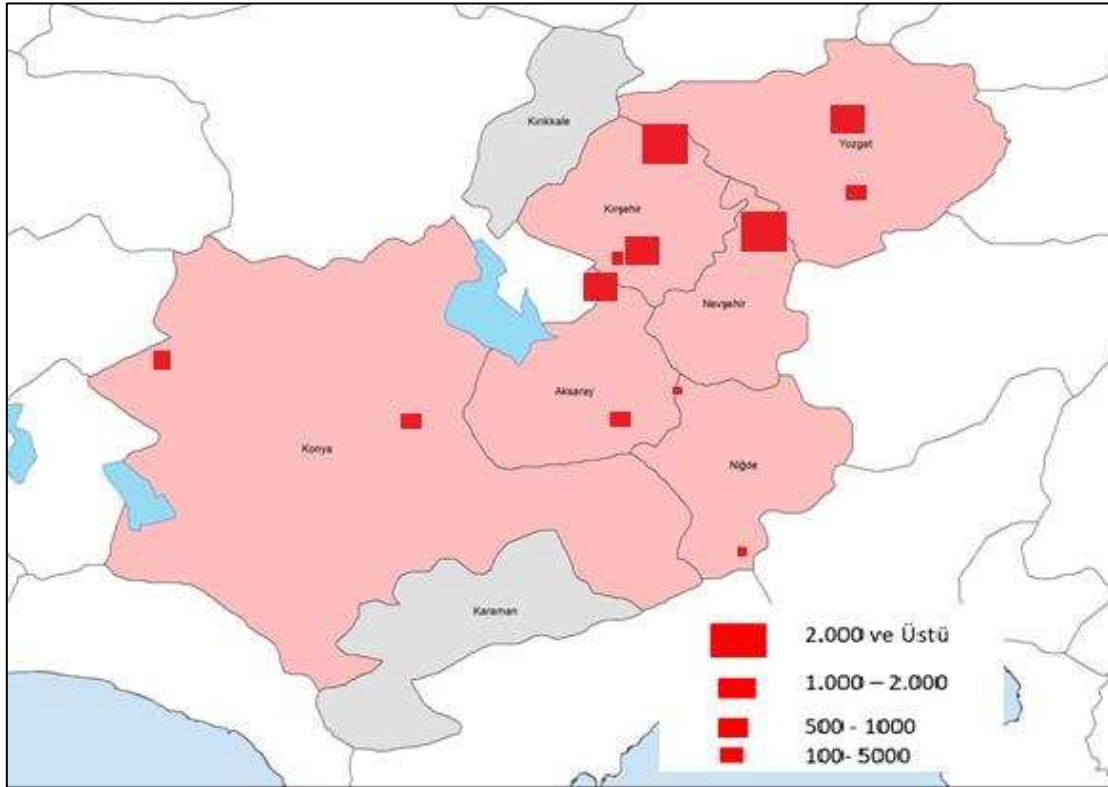 Kırıkkale
Yozgat
Kırşehir
Nevşehir
Aksaray
Konya
Niğde
Karaman
2.000 ve Üstü
1.000 – 2.000
500 - 1000
100- 5000